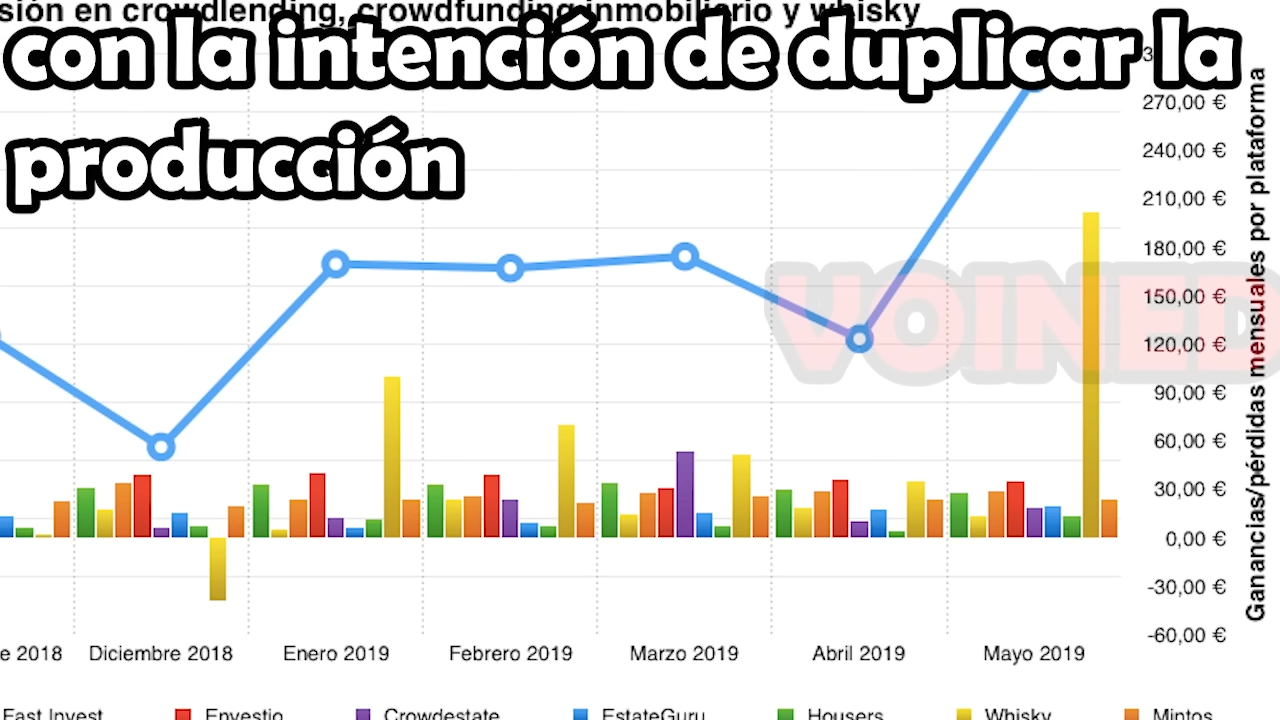 sión en crowdlending, crowdfunding inmobiliario y whisky
con la intención de duplicar la
producción
270,00 €
240,00 €
210,00 €
180,00 €
150,00 €
120,00 €
90,00 €
60,00 €
30,00 €
0,00 €
-30,00 €
-60,00 €
Ganancias/pérdidas mensuales por plataforma
VOINED
e 2018 Diciembre 2018 Enero 2019 Febrero 2019 Marzo 2019 Abril 2019 Mayo 2019
Fast Invest Envestio Crowdestate EstateGuru Housers Whisky Mintos